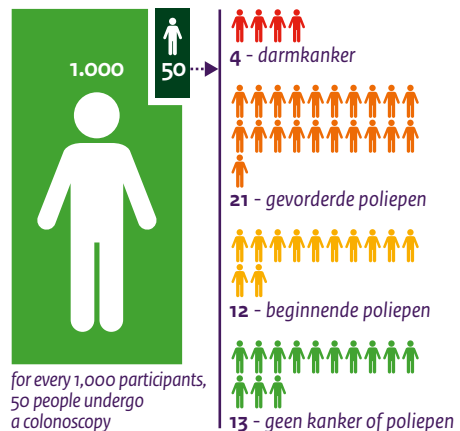 1.000
50
for every 1,000 participants,
50 people undergo
a colonoscopy
4 - darmkanker
21 - gevorderde poliepen
12 - beginnende poliepen
13 - geen kanker of poliepen